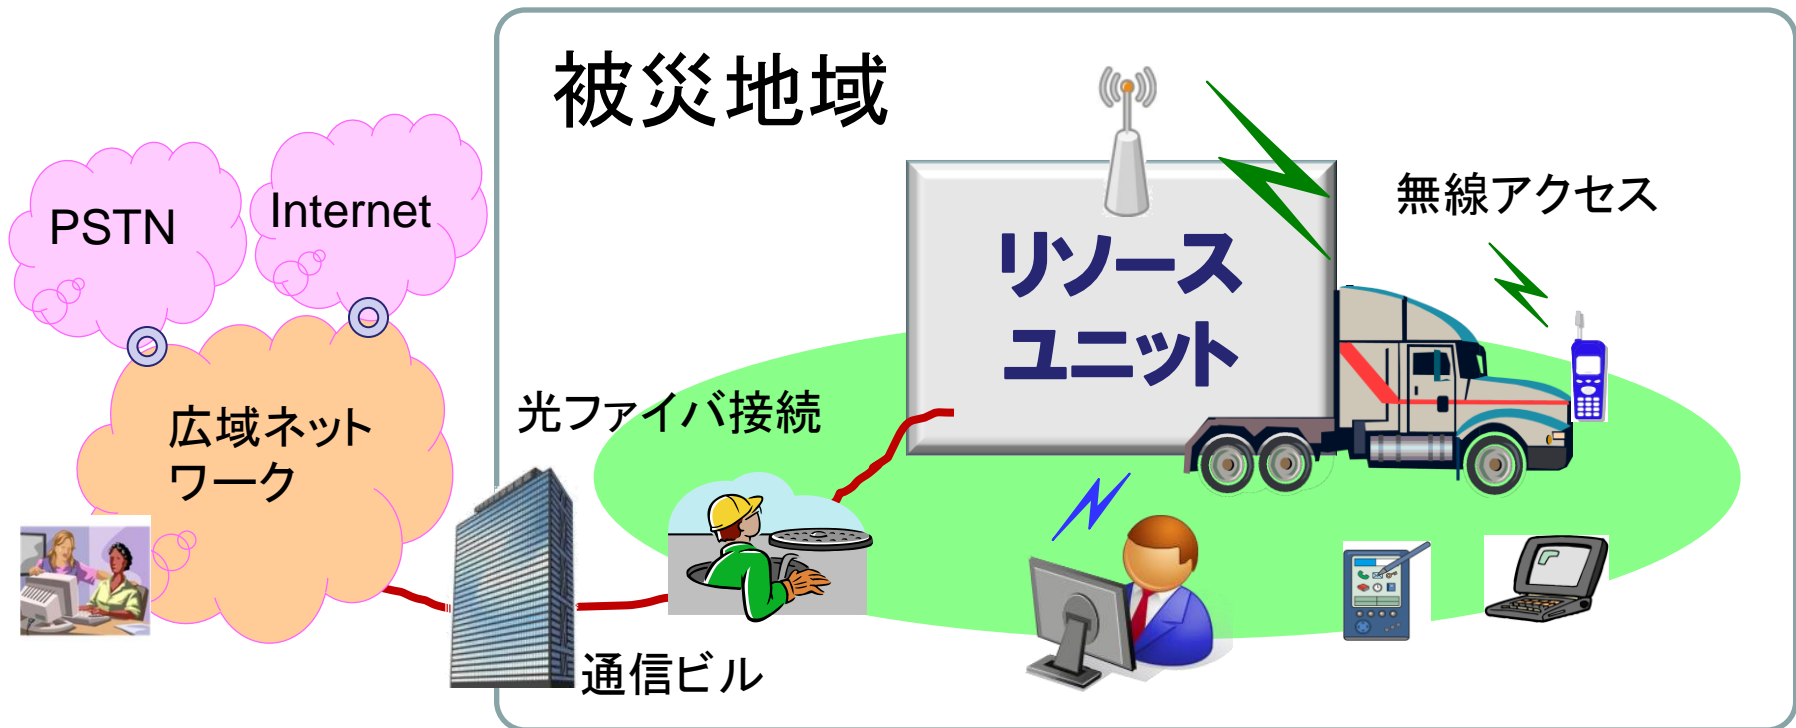 被災地域
PSTN
Internet
無線アクセス
リソース
ユニット
光ファイバ接続
広域ネット
ワーク
通信ビル